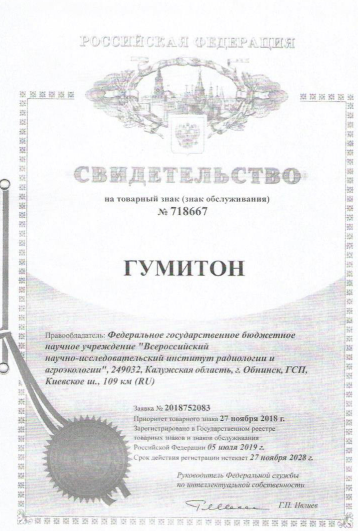 РОССИЙСКАЯ ФЕДЕРАЦИЯ
СВИДЕТЕЛЬСТВО
на товарный знак (знак обслуживания)
№ 718667
ГУМИТОН
Правообладатель: Федеральное государственное бюджетное
научное учреждение "Всероссийский
научно-исследовательский институт радиологии и
агроэкологии", 249032, Калужская область, г. Обнинск, ГСП,
Киевское ш., 109 км (RU)
Заявка № 2018752083
Приоритет товарного знака 27 ноября 2018 г.
Зарегистрировано в Государственном реестре
товарных знаков и знаков обслуживания
Российской Федерации 05 июля 2019 г.
Срок действия регистрации истекает 27 ноября 2028 г.
Руководитель Федеральной службы
по интеллектуальной собственности
Г.П. Ивлиев